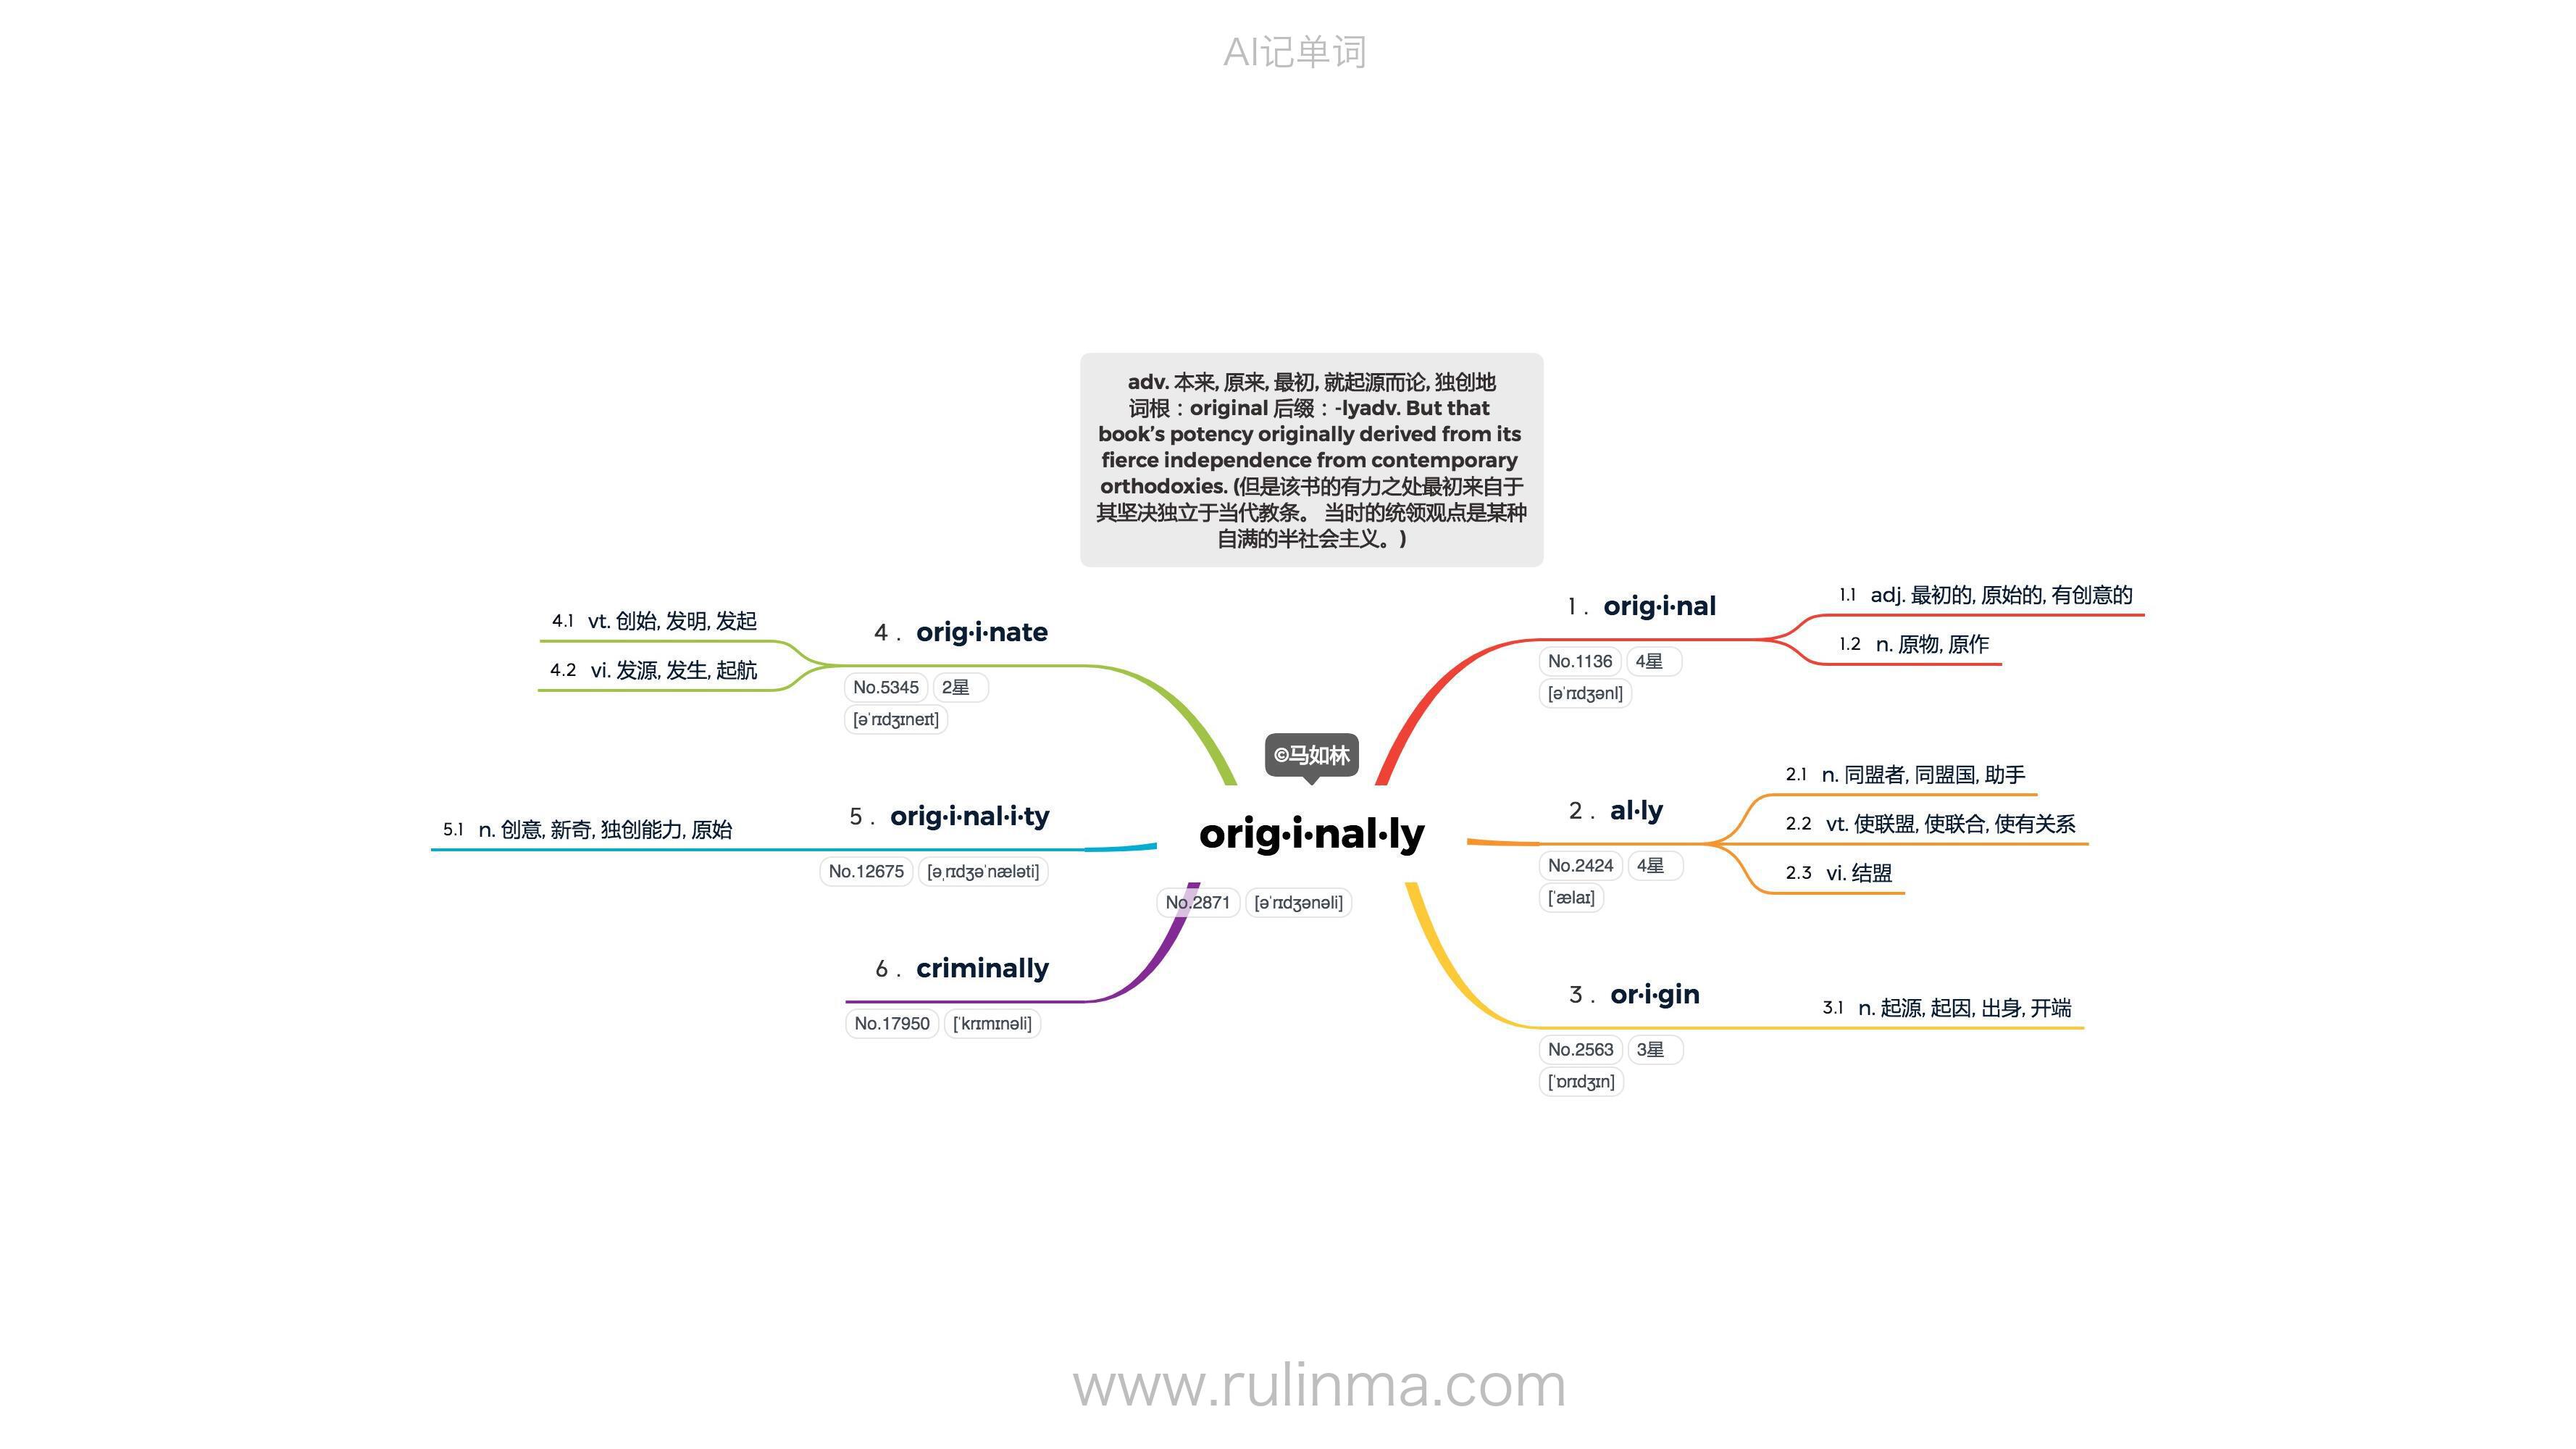 AI记单词
adv. 本来, 原来, 最初, 就起源而论, 独创地
词根：original 后缀：-lyadv. But that
book’s potency originally derived from its
fierce independence from contemporary
orthodoxies. (但是该书的有力之处最初来自于
其坚决独立于当代教条。 当时的统领观点是某种
自满的半社会主义。)
©马如林
orig·i·nal·ly
No.2871 [əˈrɪdʒənəli]
1 . orig·i·nal
No.1136 4星
[əˈrɪdʒənl]
1.1 adj. 最初的, 原始的, 有创意的
1.2 n. 原物, 原作
2 . al·ly
No.2424 4星
[ˈælaɪ]
2.1 n. 同盟者, 同盟国, 助手
2.2 vt. 使联盟, 使联合, 使有关系
2.3 vi. 结盟
3 . or·i·gin
No.2563 3星
[ˈɒrɪdʒɪn]
3.1 n. 起源, 起因, 出身, 开端
4 . orig·i·nate
No.5345 2星
[əˈrɪdʒɪneɪt]
4.1 vt. 创始, 发明, 发起
4.2 vi. 发源, 发生, 起航
5 . orig·i·nal·i·ty
No.12675 [əˌrɪdʒəˈnæləti]
5.1 n. 创意, 新奇, 独创能力, 原始
6 . criminally
No.17950 [ˈkrɪmɪnəli]
www.rulinma.com